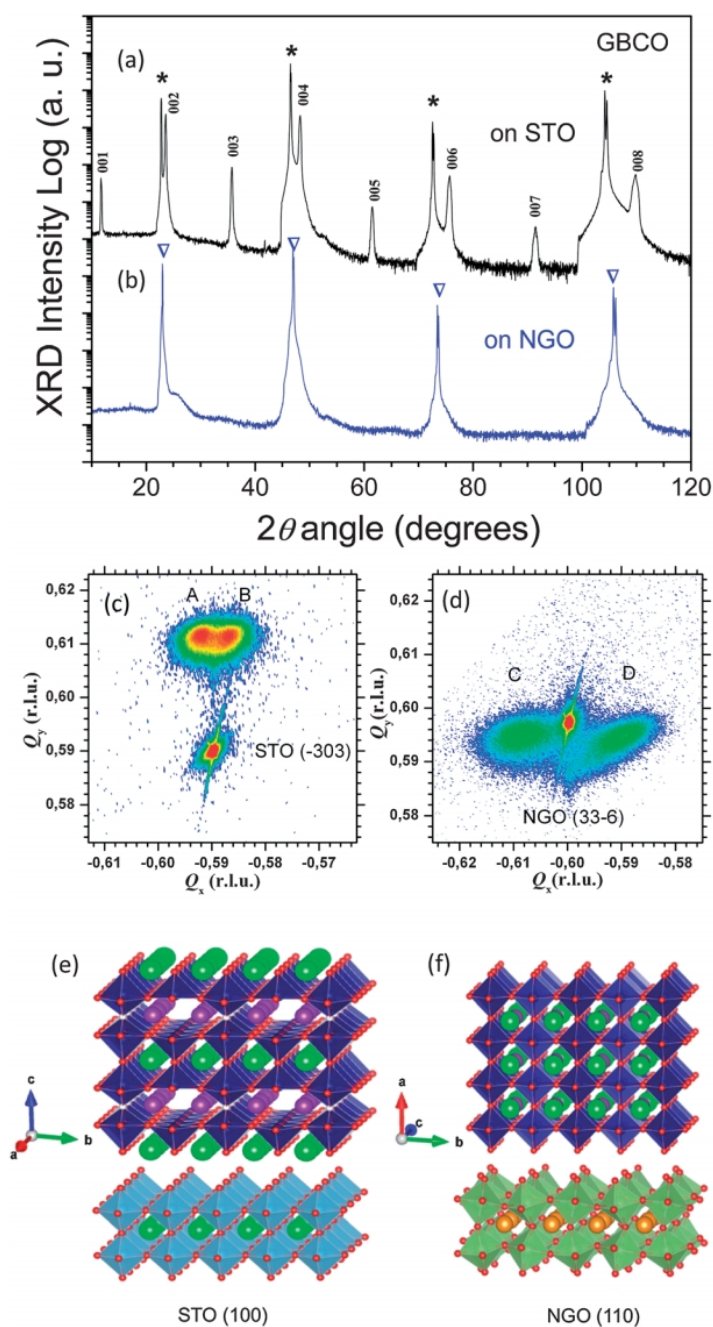 (a)
GBCO
*
*
*
*
001
002
003
004
005
006
007
008
on STO
(b)
on NGO
XRD Intensity Log (a. u.)
20
40
60
80
100
120
2θ angle (degrees)
(c)
A
B
STO (-303)
0,62
0,61
0,60
0,59
0,58
Qy (r.l.u.)
-0,61
-0,60
-0,59
-0,58
-0,57
Qx (r.l.u.)
(d)
C
D
NGO (33-6)
0,62
0,61
0,60
0,59
0,58
Qy (r.l.u.)
-0,62
-0,61
-0,60
-0,59
-0,58
Qx (r.l.u.)
(e)
c
b
a
STO (100)
(f)
a
c
b
NGO (110)